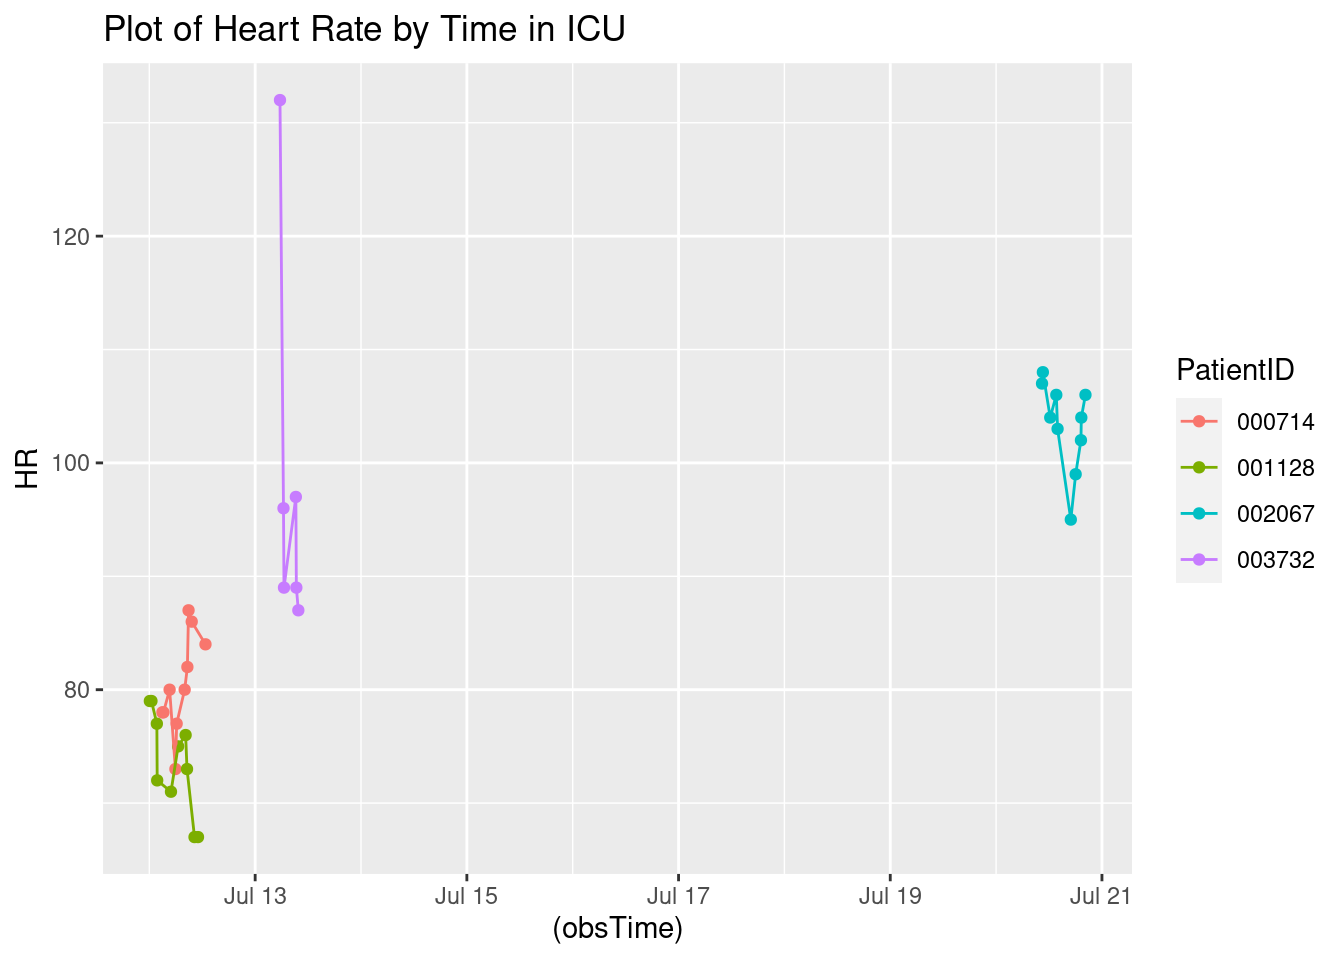 Plot of Heart Rate by Time in ICU
HR
120
100
80
Jul 13
Jul 15
Jul 17
Jul 19
Jul 21
(obsTime)
PatientID
000714
001128
002067
003732